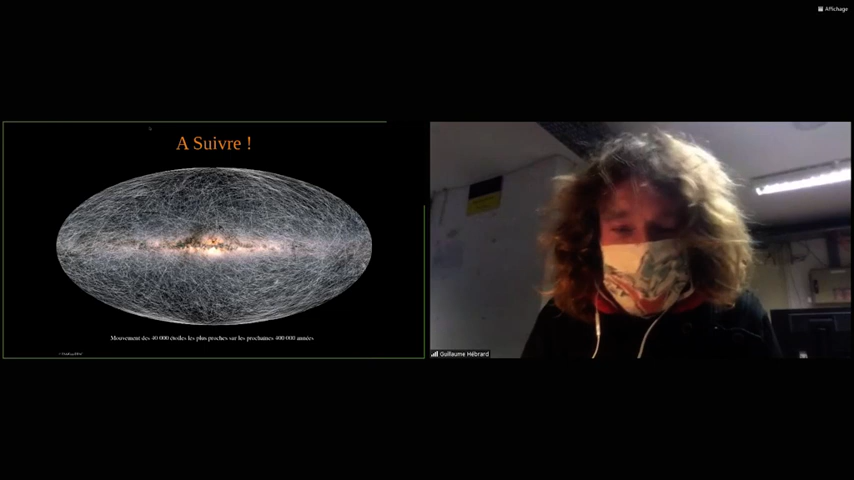 Affichage
A Suivre !
Mouvement des 40 000 étoiles les plus proches sur les prochaines 400 000 années
Guillaume Hébrard